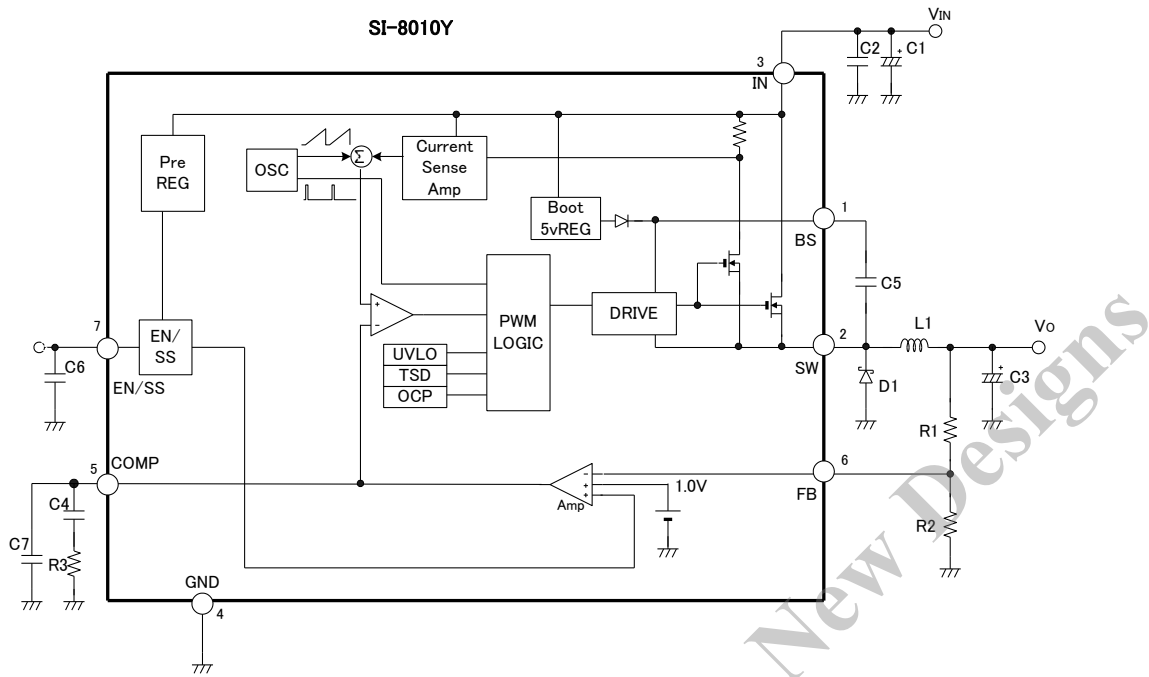 SI-8010Y
VIN
C2
C1
+
3
IN
Pre
REG
OSC
Σ
Current
Sense
Amp
Boot
5vREG
1
BS
C5
7
EN/
SS
C6
EN/SS
+
−
PWM
LOGIC
DRIVE
UVLO
TSD
OCP
2
SW
L1
VO
D1
+
C3
R1
5
COMP
6
FB
−
+
+
Amp
1.0V
R2
C4
C7
R3
GND
4
New Designs